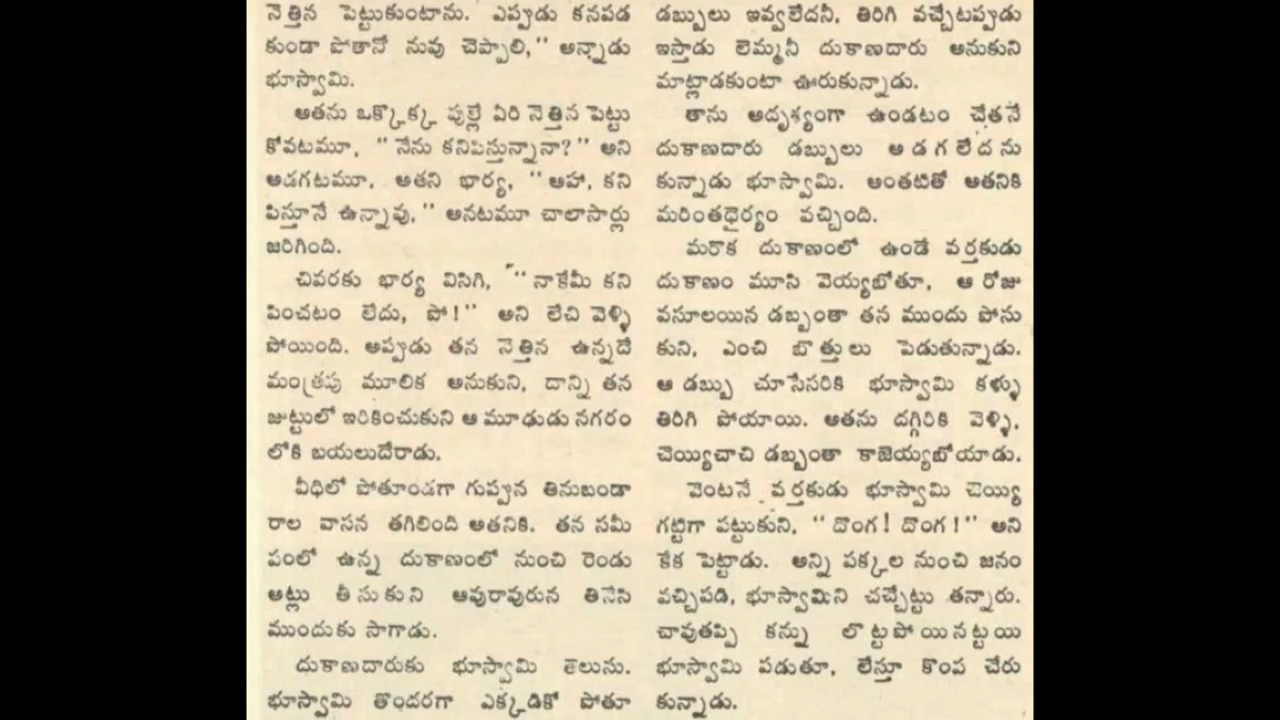 నెత్తిన పెట్టుకుంటాను. ఎప్పుడు కనపడ
కుండా పోతానో నువు చెప్పాలి,'' అన్నాడు
భూస్వామి.
అతను ఒక్కొక్క పుల్లే ఏరి నెత్తిన పెట్టు
కోవటమూ, ''నేను కనిపిస్తున్నానా?'' అని
అడగటమూ, అతని భార్య, ''ఆహా, కని
పిస్తూనే ఉన్నావు,'' అనటమూ చాలాసార్లు
జరిగింది.
చివరకు భార్య విసిగి, ''నాకేమీ కని
పించటం లేదు, పో!'' అని లేచి వెళ్ళి
పోయింది. అప్పుడు తన నెత్తిన ఉన్నదే
మంత్రపు మూలిక అనుకుని, దాన్ని తన
జుట్టులో ఇరికించుకుని ఆ మూఢుడు నగరం
లోకి బయలుదేరాడు.
వీధిలో పోతూండగా గుప్పున తినుబండా
రాల వాసన తగిలింది అతనికి. తన సమీ
పంలో ఉన్న దుకాణంలో నుంచి రెండు
అట్లు తీసుకుని ఆవురావురున తినేసి
ముందుకు సాగాడు.
దుకాణదారుకు భూస్వామి తెలును.
భూస్వామి తొందరగా ఎక్కడికో పోతూ
డబ్బులు ఇవ్వలేదనీ, తిరిగి వచ్చేటప్పుడు
ఇస్తాడు లెమ్మనీ దుకాణదారు అనుకుని
మాట్లాడకుంటా ఊరుకున్నాడు.
తాను అదృశ్యంగా ఉండటం చేతనే
దుకాణదారు డబ్బులు అడగలేదను
కున్నాడు భూస్వామి. అంతటితో అతనికి
మరింతధైర్యం వచ్చింది.
మరొక దుకాణంలో ఉండే వర్తకుడు
దుకాణం మూసి వెయ్యబోతూ, ఆ రోజు
వసూలయిన డబ్బంతా తన ముందు పోసు
కుని, ఎంచి బొత్తులు పెడుతున్నాడు.
ఆ డబ్బు చూసేసరికి భూస్వామి కళ్ళు
తిరిగి పోయాయి. అతను దగ్గిరికి వెళ్ళి,
చెయ్యిచాచి డబ్బంతా కాజెయ్యబోయాడు.
వెంటనే వర్తకుడు భూస్వామి చెయ్యి
గట్టిగా పట్టుకుని, ''దొంగ! దొంగ!'' అని
కేక పెట్టాడు. అన్ని పక్కల నుంచి జనం
వచ్చిపడి, భూస్వామిని చచ్చేట్టు తన్నారు.
చావుతప్పి కన్ను లొట్టపోయినట్టయి
భూస్వామి పడుతూ, లేస్తూ కొంప చేరు
కున్నాడు.